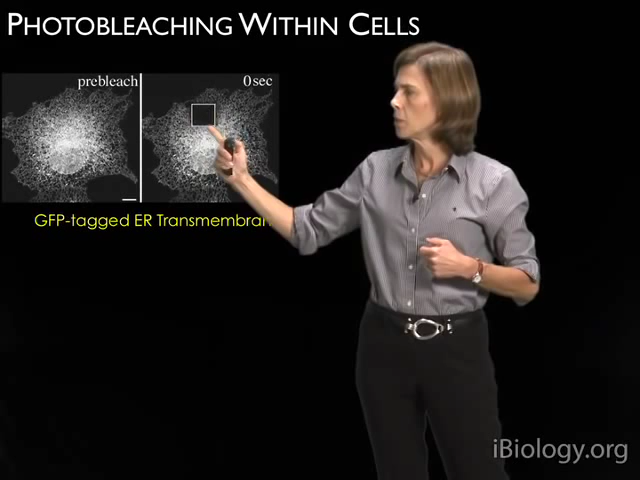 PHOTOBLEACHING WITHIN CELLS
prebleach
0sec
GFP-tagged ER Transmembran
iBiology.org